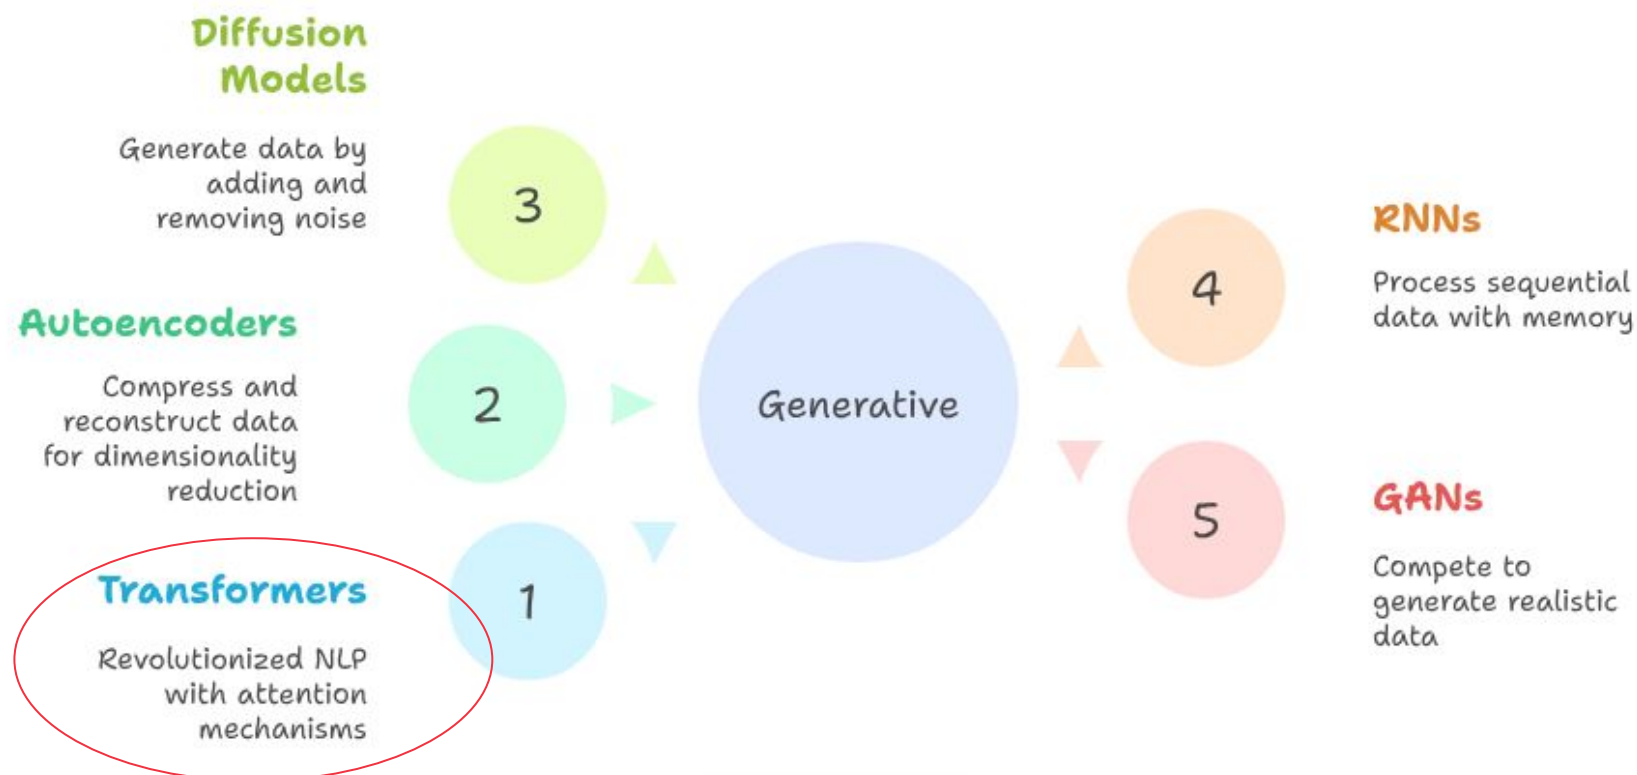 Diffusion
Models
Generate data by
adding and
removing noise
3
Autoencoders
Compress and
reconstruct data
for dimensionality
reduction
2
Transformers
Revolutionized NLP
with attention
mechanisms
1
Generative
4
RNNs
Process sequential
data with memory
5
GANs
Compete to
generate realistic
data